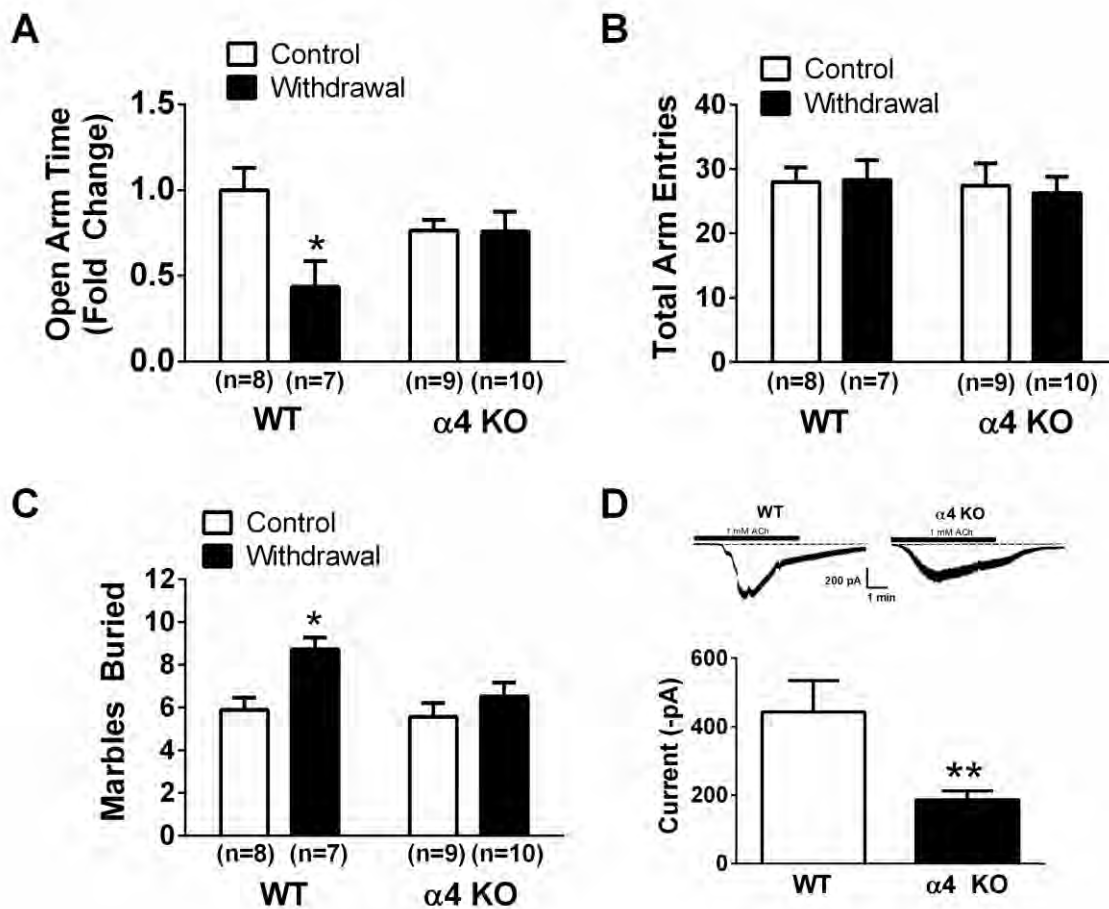 A
Control
Withdrawal
Open Arm Time
(Fold Change)
1.5
1.0
0.5
0.0
*
(n=8) (n=7) (n=9) (n=10)
WT α4 KO
B
Control
Withdrawal
Total Arm Entries
40
30
20
10
0
(n=8) (n=7) (n=9) (n=10)
WT α4 KO
C
Control
Withdrawal
Marbles Buried
12
10
8
6
4
2
0
*
(n=8) (n=7) (n=9) (n=10)
WT α4 KO
D
WT α4 KO
1 mM ACh 1 mM ACh
200 pA
1 min
Current (-pA)
600
400
200
0
**
WT α4 KO